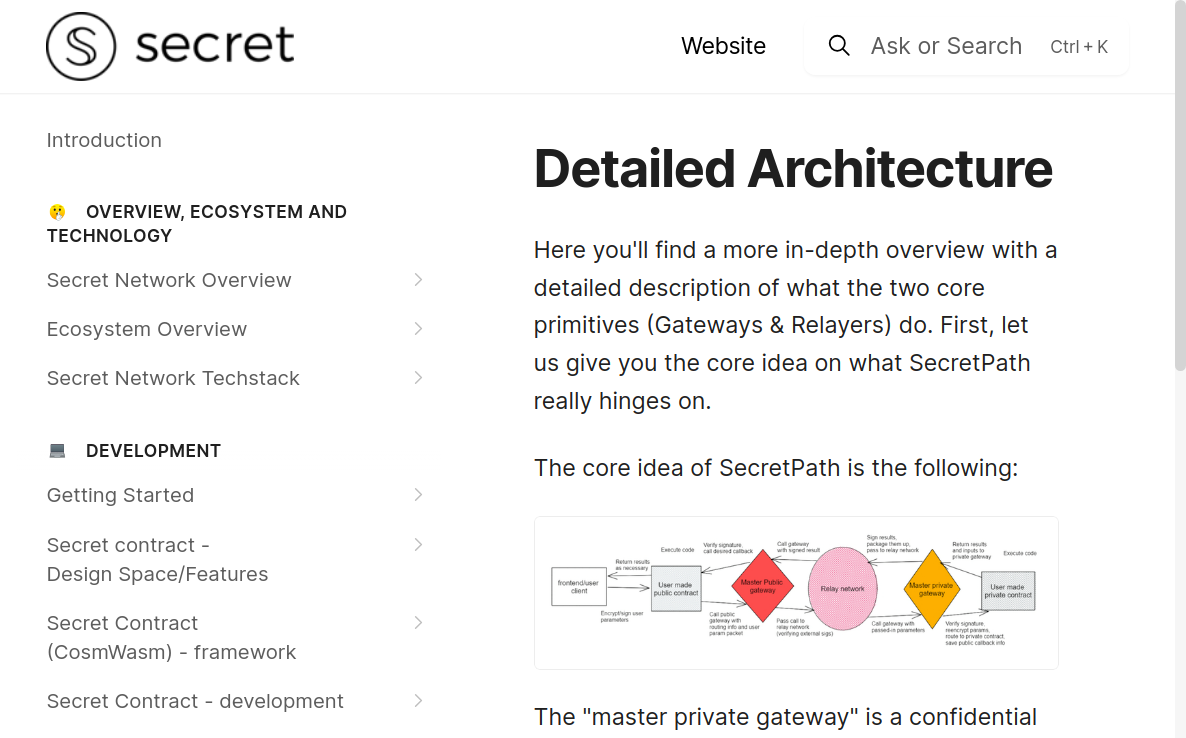 secret
Website
Ask or Search
Ctrl + K
Introduction
OVERVIEW, ECOSYSTEM AND
TECHNOLOGY
Secret Network Overview
Ecosystem Overview
Secret Network Techstack
DEVELOPMENT
Getting Started
Secret contract -
Design Space/Features
Secret Contract
(CosmWasm) - framework
Secret Contract - development
Detailed Architecture
Here you'll find a more in-depth overview with a
detailed description of what the two core
primitives (Gateways & Relayers) do. First, let
us give you the core idea on what SecretPath
really hinges on.
The core idea of SecretPath is the following:
frontend/user
client
Return results
as necessary
Encrypt/sign user
parameters
Execute code
User made
public contract
Verify signature,
call desired callback
Call public
gateway with
routing info and user
param packet
Master Public
gateway
Call gateway
with signed result
Pass call to
relay network
(verifying external sigs)
Relay network
Sign results,
package them up,
pass to relay network
Call gateway with
passed-in parameters
Master private
gateway
Return results
and inputs to
private gateway
Verify signature,
reencrypt params,
route to private contract,
save public callback info
Execute code
User made
private contract
The "master private gateway" is a confidential